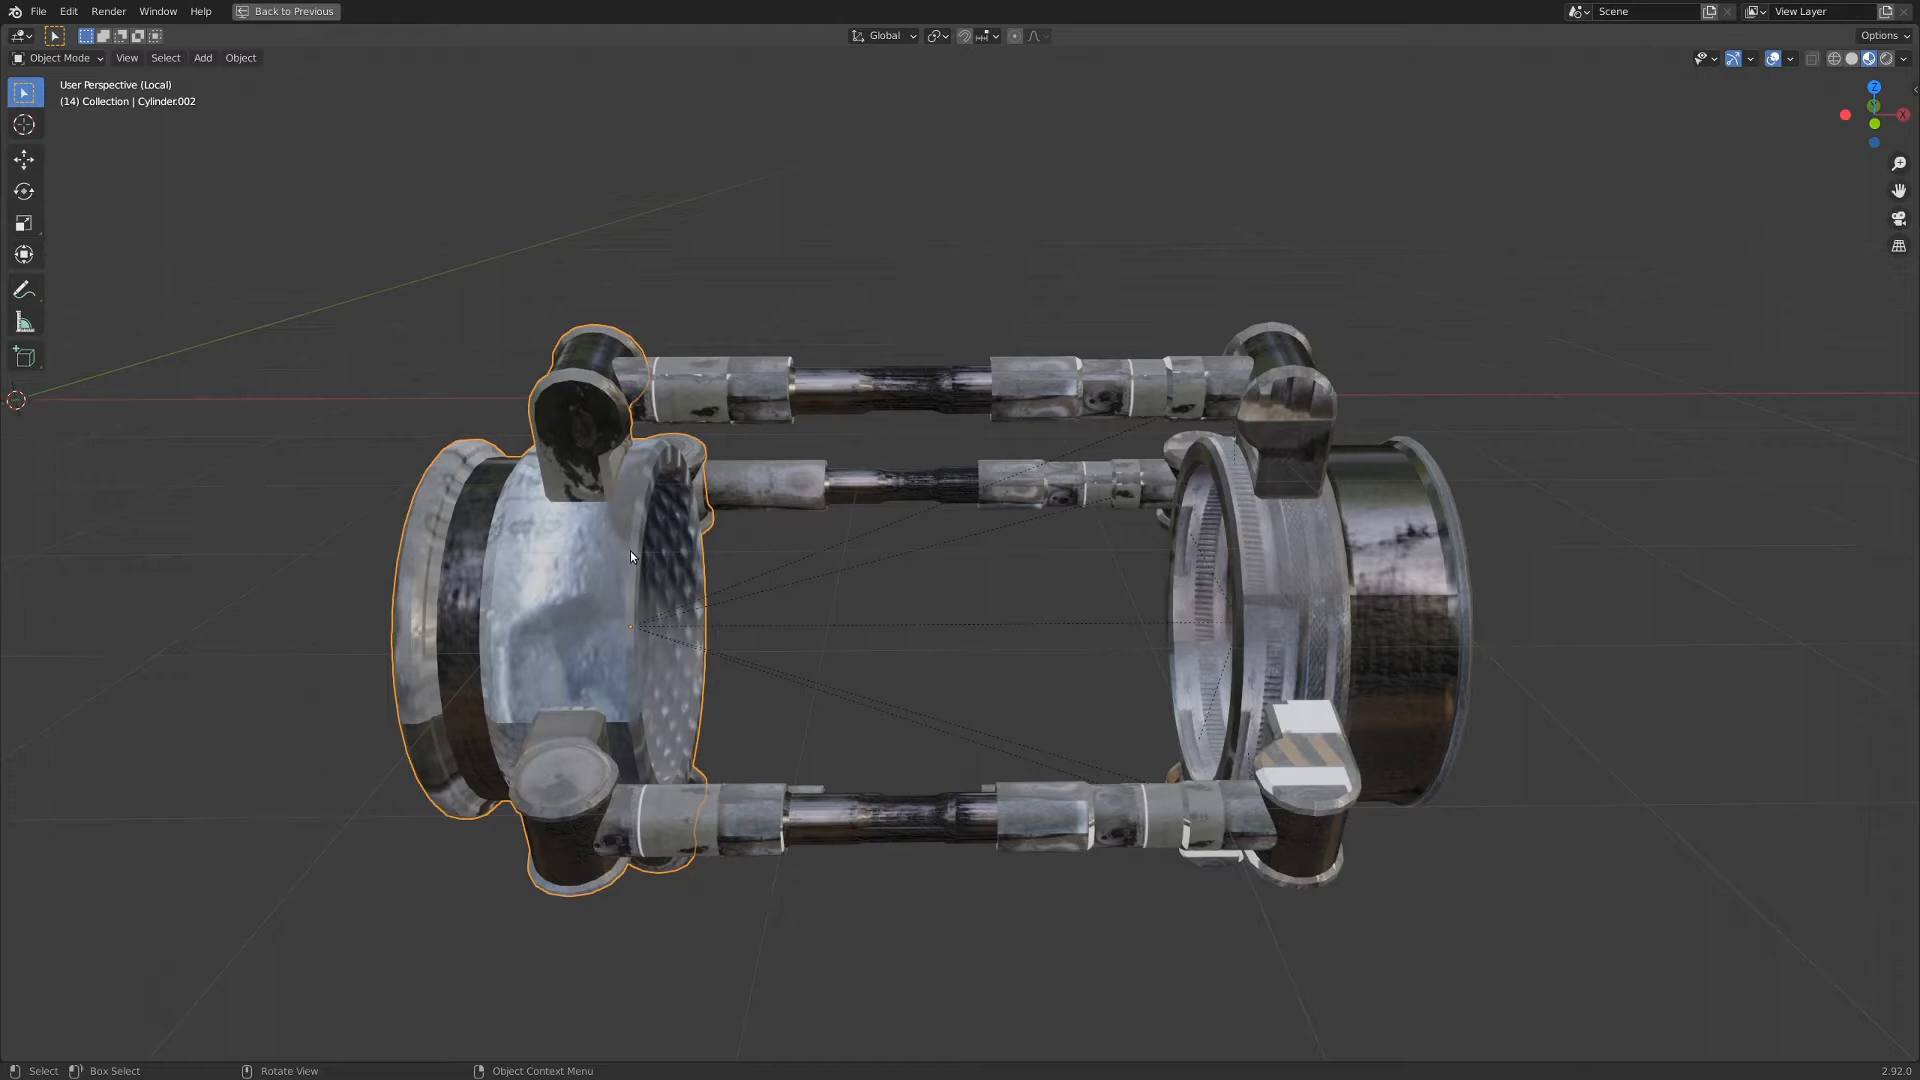 File Edit Render Window Help Back to Previous Scene View Layer
Global Options
Object Mode View Select Add Object
User Perspective (Local)
(14) Collection | Cylinder.002
Z
Y
X
Select Box Select Rotate View Object Context Menu 2.92.0